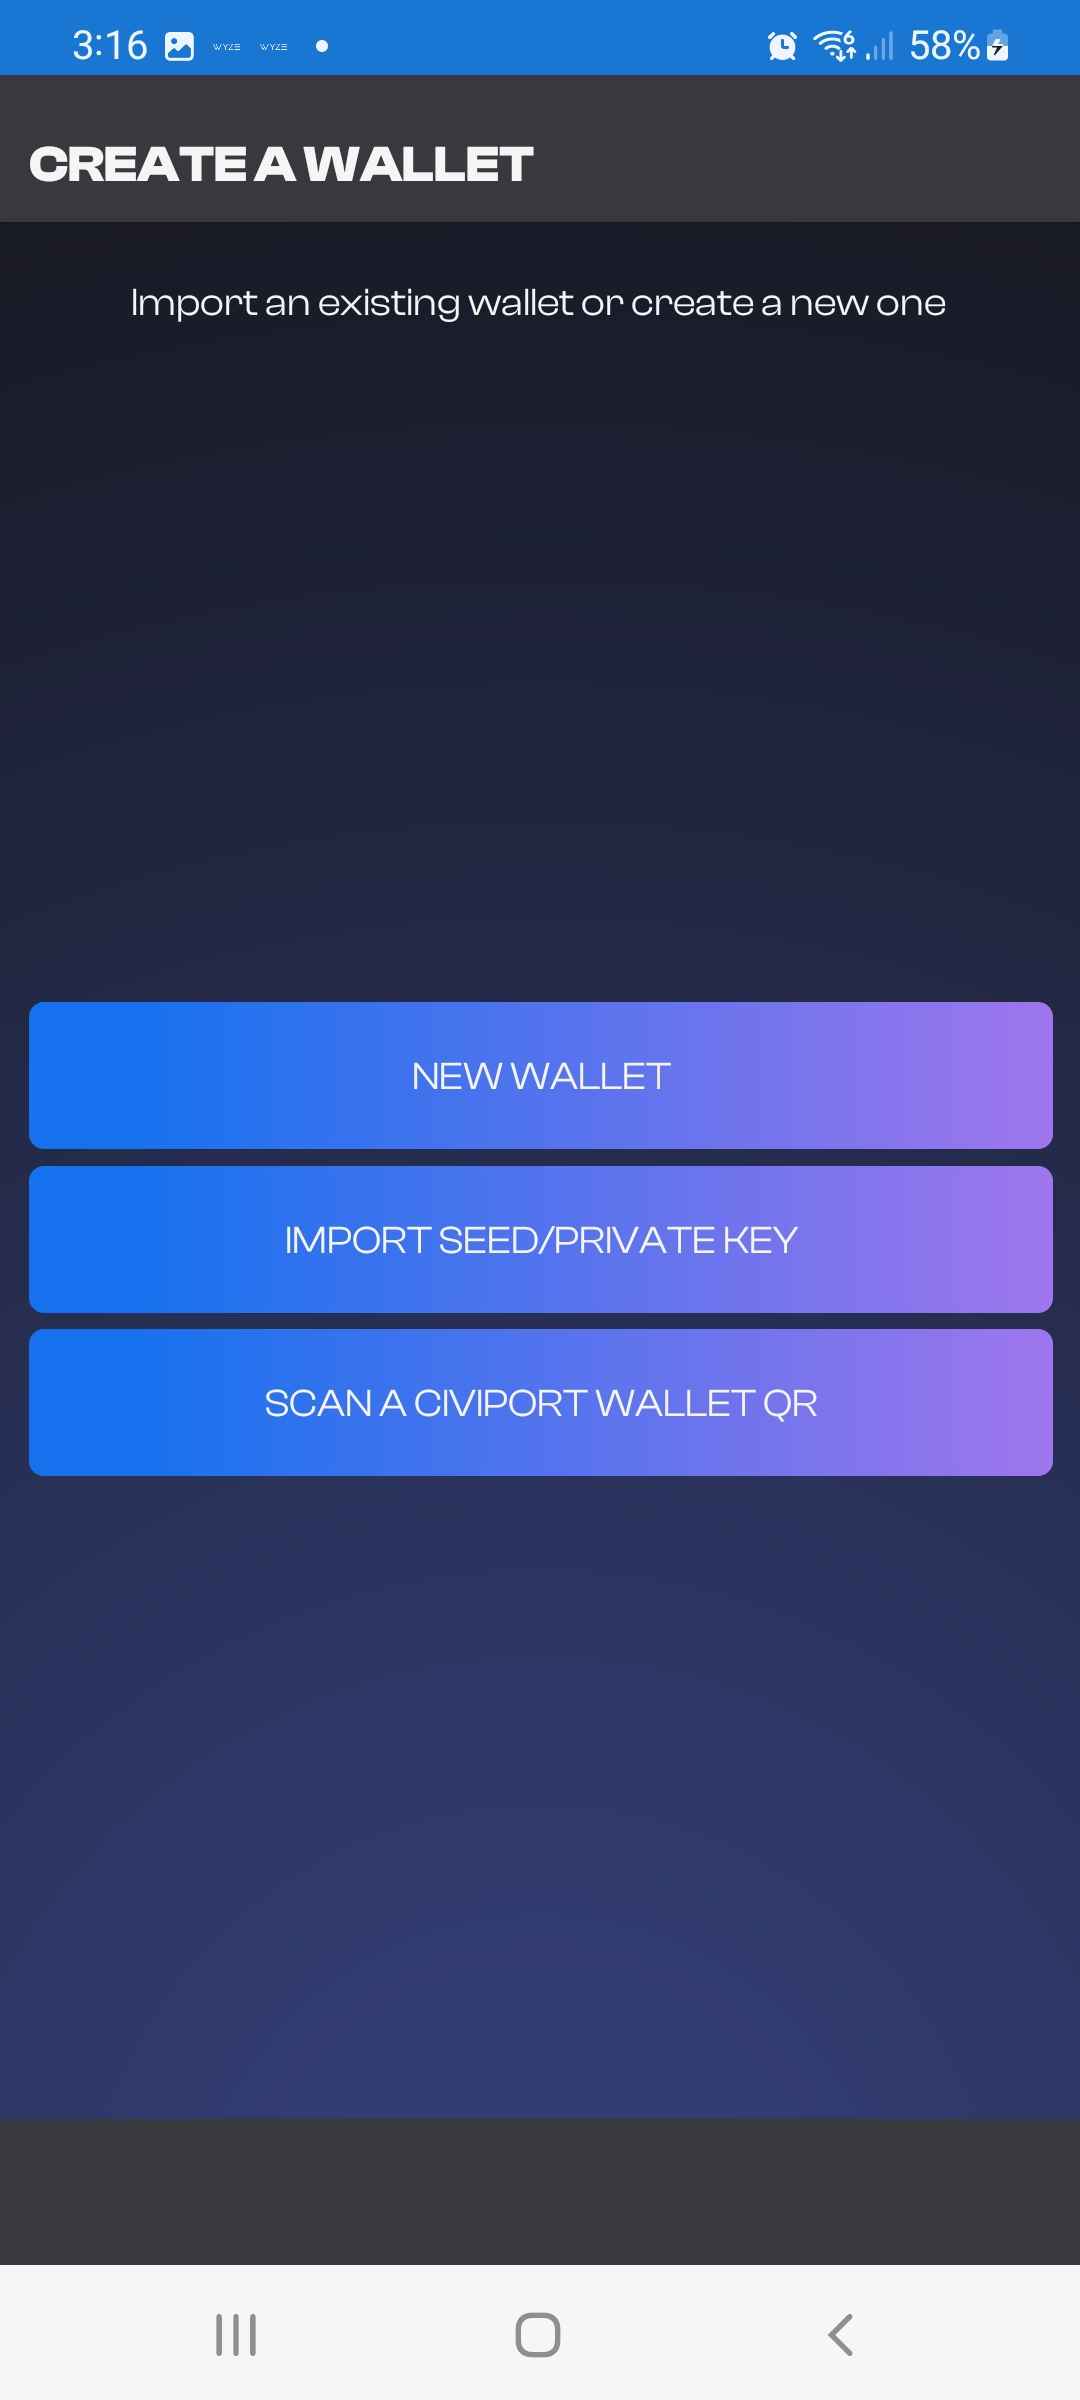 3:16 WYZE WYZE 6 58%
CREATE A WALLET
Import an existing wallet or create a new one
NEW WALLET
IMPORT SEED/PRIVATE KEY
SCAN A CIVIPORT WALLET QR